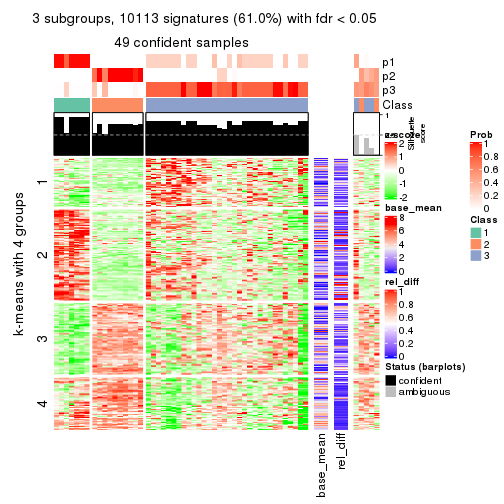 3 subgroups, 10113 signatures (61.0%) with fdr < 0.05
49 confident samples
p1
p2
p3
Class
1
Silhouette
score
k-means with 4 groups
1
2
3
4
base_mean
rel_diff
z-score
2
1
0
-1
-2
base_mean
8
6
4
2
0
rel_diff
1
0.8
0.6
0.4
0.2
0
Status (barplots)
confident
ambiguous
Prob
1
0.8
0.6
0.4
0.2
0
Class
1
2
3